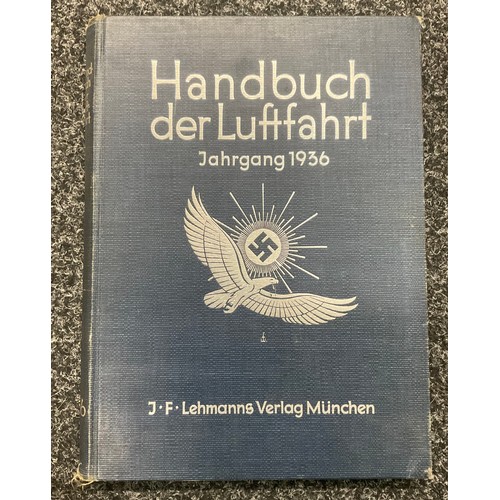 Handbuch
der Luftfahrt
Jahrgang 1936
J·F·Lehmanns Verlag München